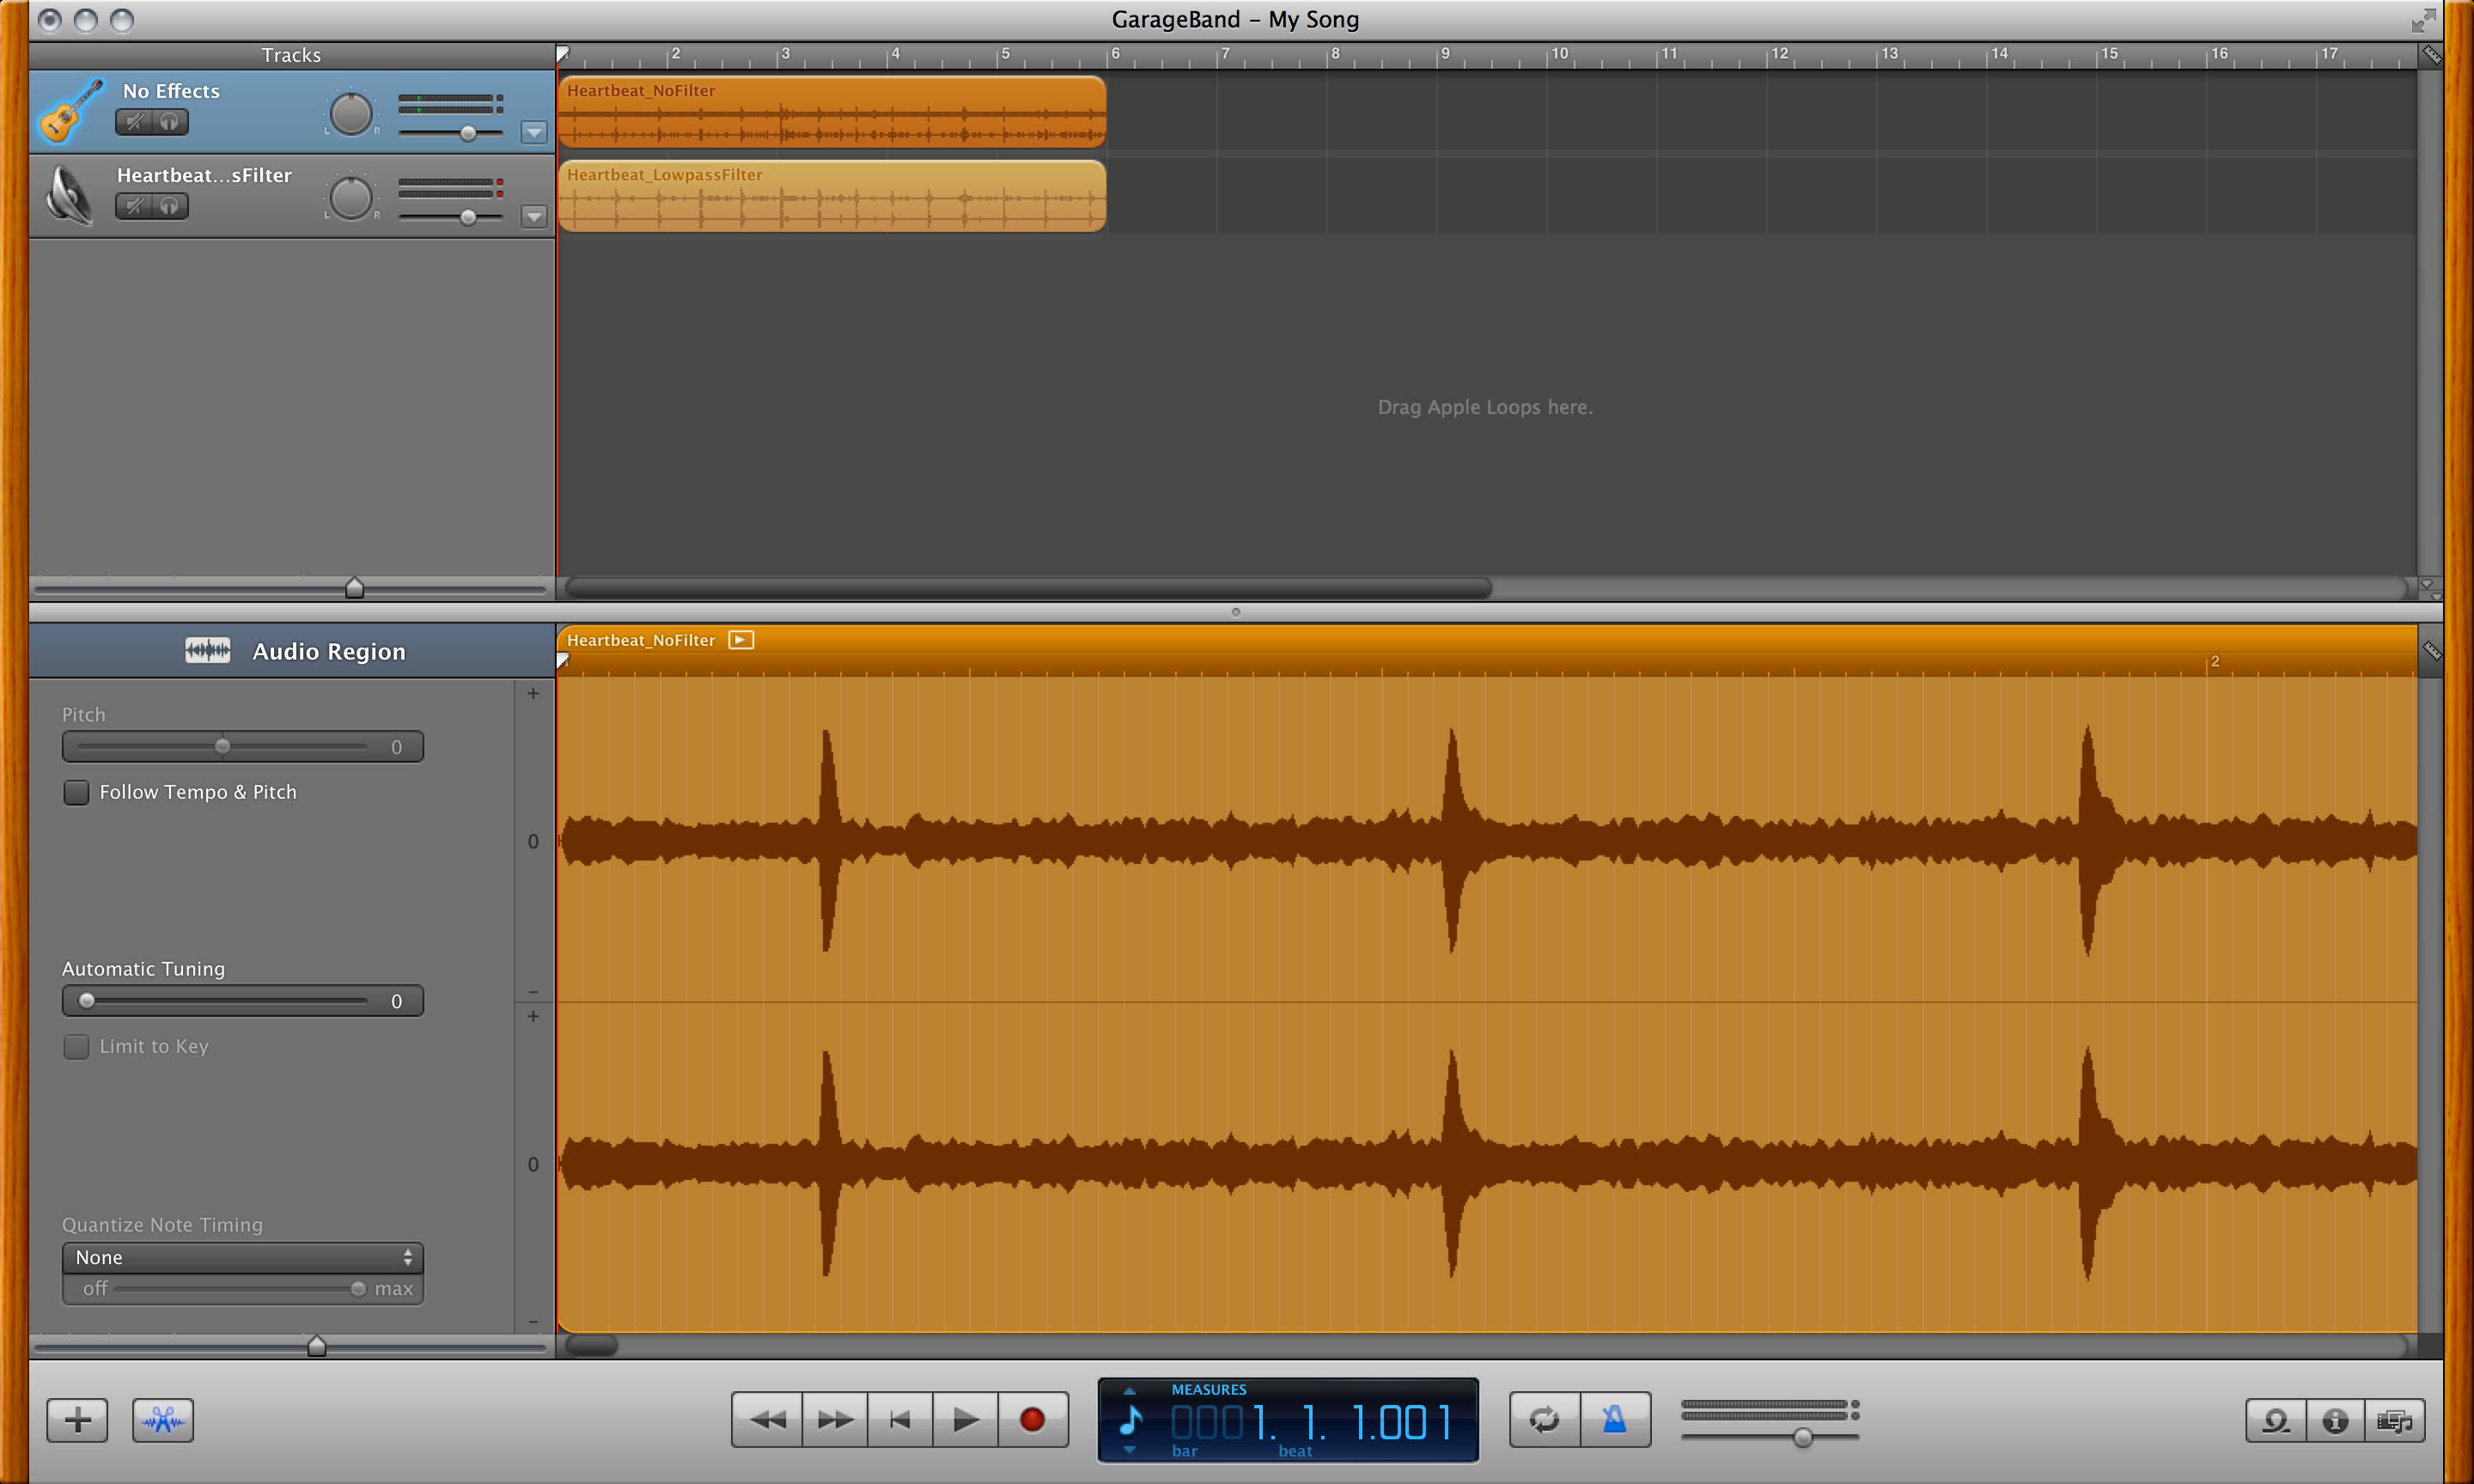 GarageBand – My Song
Tracks
2 3 4 5 6 7 8 9 10 11 12 13 14 15 16 17
No Effects
L R
Heartbeat_NoFilter
Heartbeat...sFilter
L R
Heartbeat_LowpassFilter
Drag Apple Loops here.
Audio Region
Heartbeat_NoFilter
2
Pitch
0
Follow Tempo & Pitch
+
0
–
Automatic Tuning
0
Limit to Key
+
0
–
Quantize Note Timing
None
off max
MEASURES
0001. 1. 1.001
bar beat